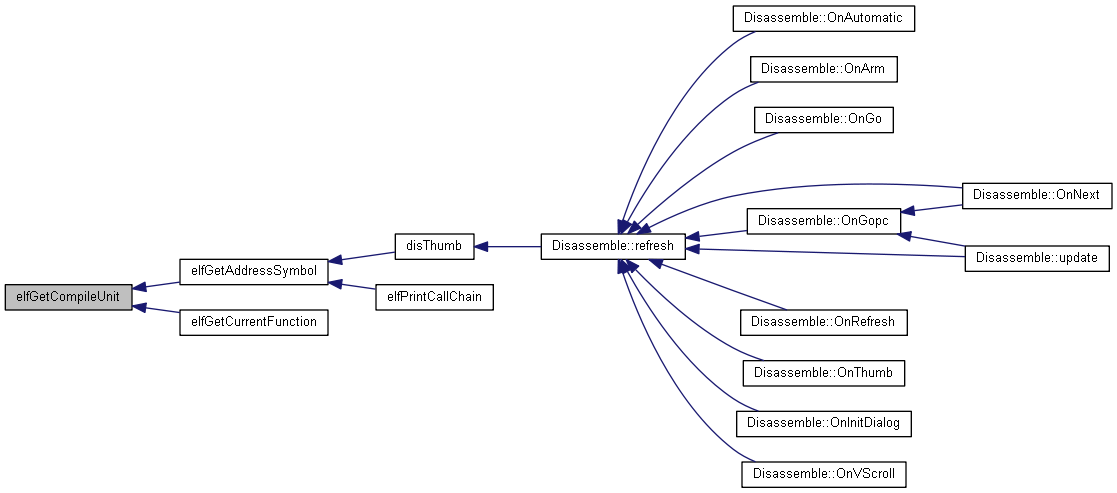 Disassemble::OnAutomatic
Disassemble::OnArm
Disassemble::OnGo
Disassemble::OnNext
Disassemble::OnGopc
disThumb
Disassemble::refresh
Disassemble::update
elfGetAddressSymbol
elfGetCompileUnit
elfPrintCallChain
elfGetCurrentFunction
Disassemble::OnRefresh
Disassemble::OnThumb
Disassemble::OnInitDialog
Disassemble::OnVScroll